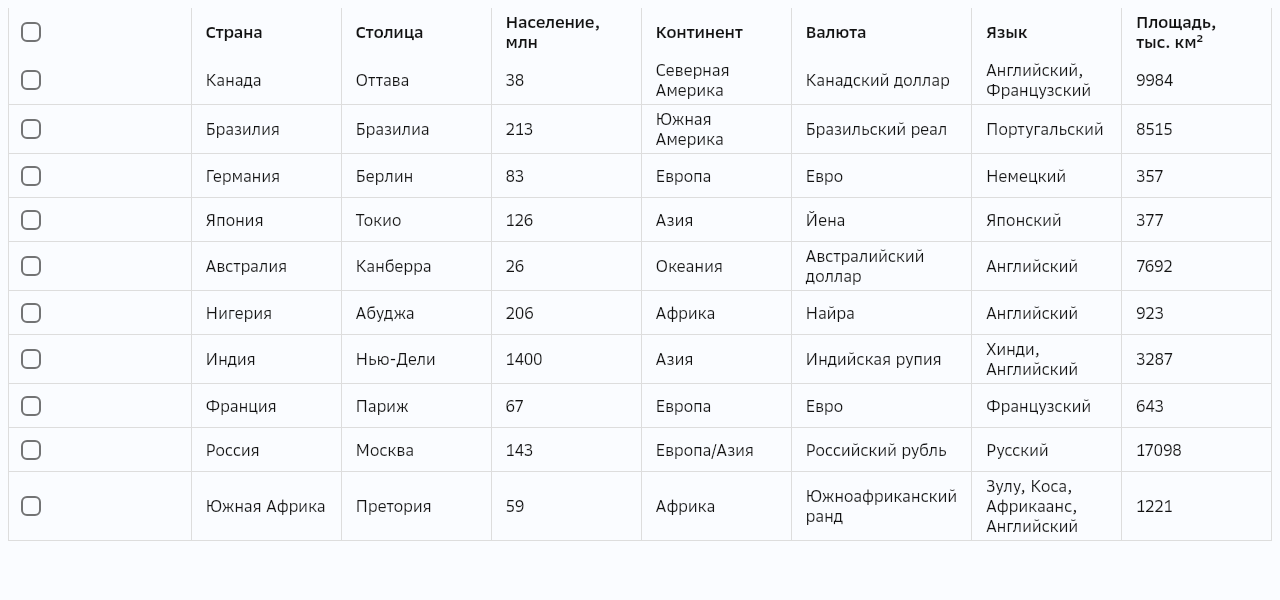 Страна Столица Население, млн Континент Валюта Язык Площадь, тыс. км²
Канада Оттава 38 Северная Америка Канадский доллар Английский, Французский 9984
Бразилия Бразилиа 213 Южная Америка Бразильский реал Португальский 8515
Германия Берлин 83 Европа Евро Немецкий 357
Япония Токио 126 Азия Йена Японский 377
Австралия Канберра 26 Океания Австралийский доллар Английский 7692
Нигерия Абуджа 206 Африка Найра Английский 923
Индия Нью-Дели 1400 Азия Индийская рупия Хинди, Английский 3287
Франция Париж 67 Европа Евро Французский 643
Россия Москва 143 Европа/Азия Российский рубль Русский 17098
Южная Африка Претория 59 Африка Южноафриканский ранд Зулу, Коса, Африкаанс, Английский 1221